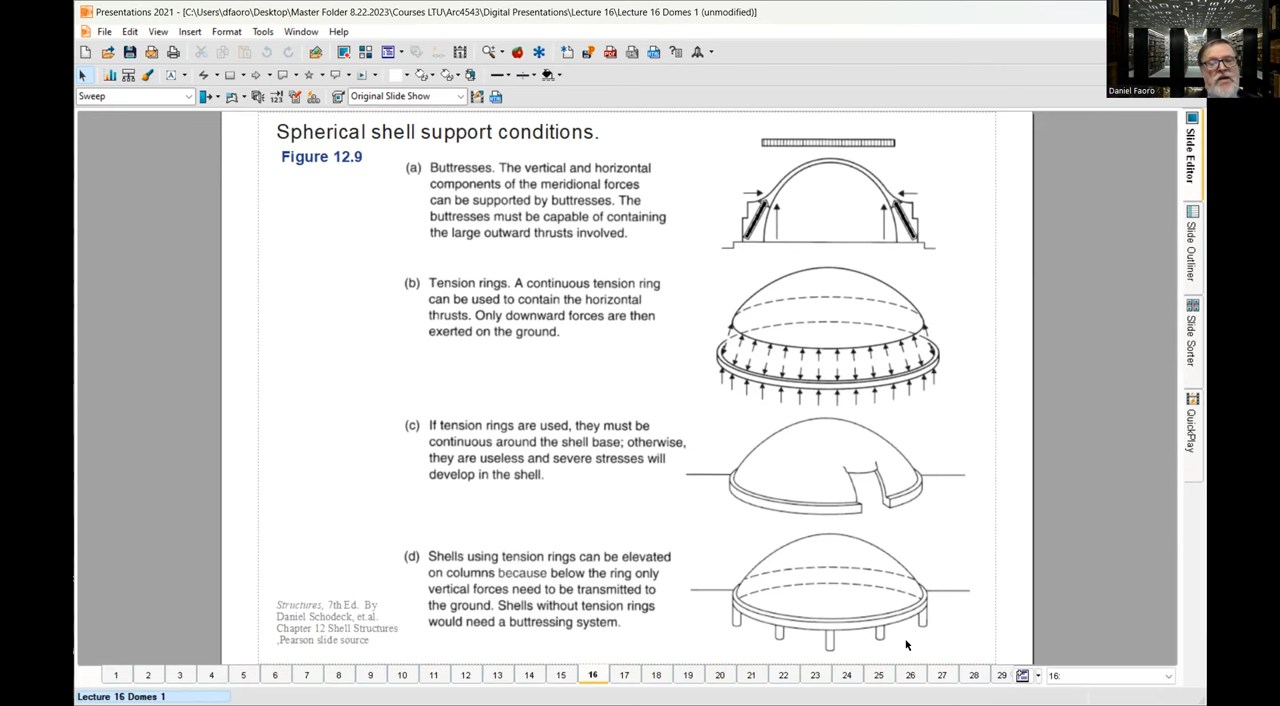 Presentations 2021 - [C:\Users\dfaoro\Desktop\Master Folder 8.22.2023\Courses LTU\Arc4543\Digital Presentations\Lecture 16\Lecture 16 Domes 1 (unmodified)]
File Edit View Insert Format Tools Window Help
Sweep
Original Slide Show
Daniel Faoro
Spherical shell support conditions.
Figure 12.9
(a) Buttresses. The vertical and horizontal
components of the meridional forces
can be supported by buttresses. The
buttresses must be capable of containing
the large outward thrusts involved.
(b) Tension rings. A continuous tension ring
can be used to contain the horizontal
thrusts. Only downward forces are then
exerted on the ground.
(c) If tension rings are used, they must be
continuous around the shell base; otherwise,
they are useless and severe stresses will
develop in the shell.
(d) Shells using tension rings can be elevated
on columns because below the ring only
vertical forces need to be transmitted to
the ground. Shells without tension rings
would need a buttressing system.
Structures, 7th Ed. By
Daniel Schodeck, et.al.
Chapter 12 Shell Structures
,Pearson slide source
Slide Editor
Slide Outliner
Slide Sorter
QuickPlay
1 2 3 4 5 6 7 8 9 10 11 12 13 14 15 16 17 18 19 20 21 22 23 24 25 26 27 28 29
16:
Lecture 16 Domes 1